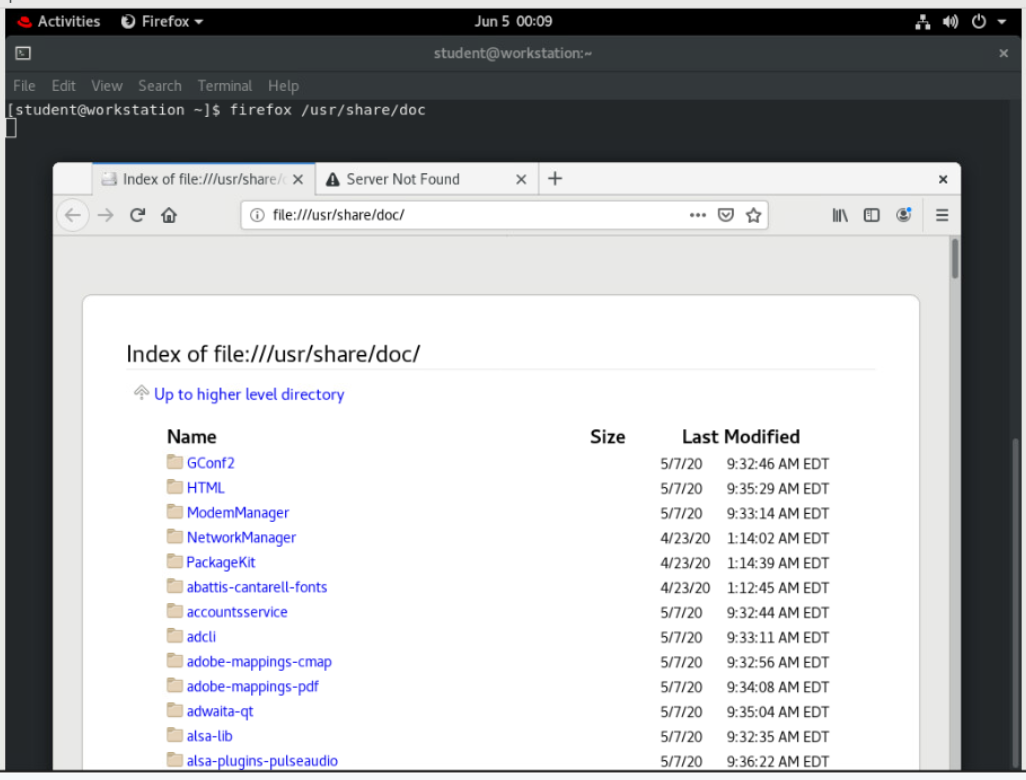 Activities Firefox Jun 5 00:09
student@workstation:~
File Edit View Search Terminal Help
[student@workstation ~]$ firefox /usr/share/doc
Index of file:///usr/share/ Server Not Found
file:///usr/share/doc/
Index of file:///usr/share/doc/
Up to higher level directory
Name Size Last Modified
GConf2 5/7/20 9:32:46 AM EDT
HTML 5/7/20 9:35:29 AM EDT
ModemManager 5/7/20 9:33:14 AM EDT
NetworkManager 4/23/20 1:14:02 AM EDT
PackageKit 4/23/20 1:14:39 AM EDT
abattis-cantarell-fonts 4/23/20 1:12:45 AM EDT
accountsservice 5/7/20 9:32:44 AM EDT
adcli 5/7/20 9:33:11 AM EDT
adobe-mappings-cmap 5/7/20 9:32:56 AM EDT
adobe-mappings-pdf 5/7/20 9:34:08 AM EDT
adwaita-qt 5/7/20 9:35:04 AM EDT
alsa-lib 5/7/20 9:32:35 AM EDT
alsa-plugins-pulseaudio 5/7/20 9:36:22 AM EDT